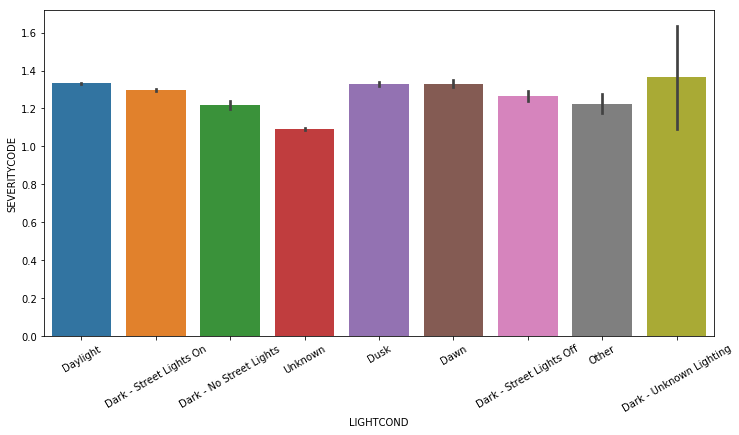 1.6
1.4
1.2
1.0
0.8
0.6
0.4
0.2
0.0
SEVERITYCODE
Daylight
Dark - Street Lights On
Dark - No Street Lights
Unknown
Dusk
Dawn
Dark - Street Lights Off
Other
Dark - Unknown Lighting
LIGHTCOND